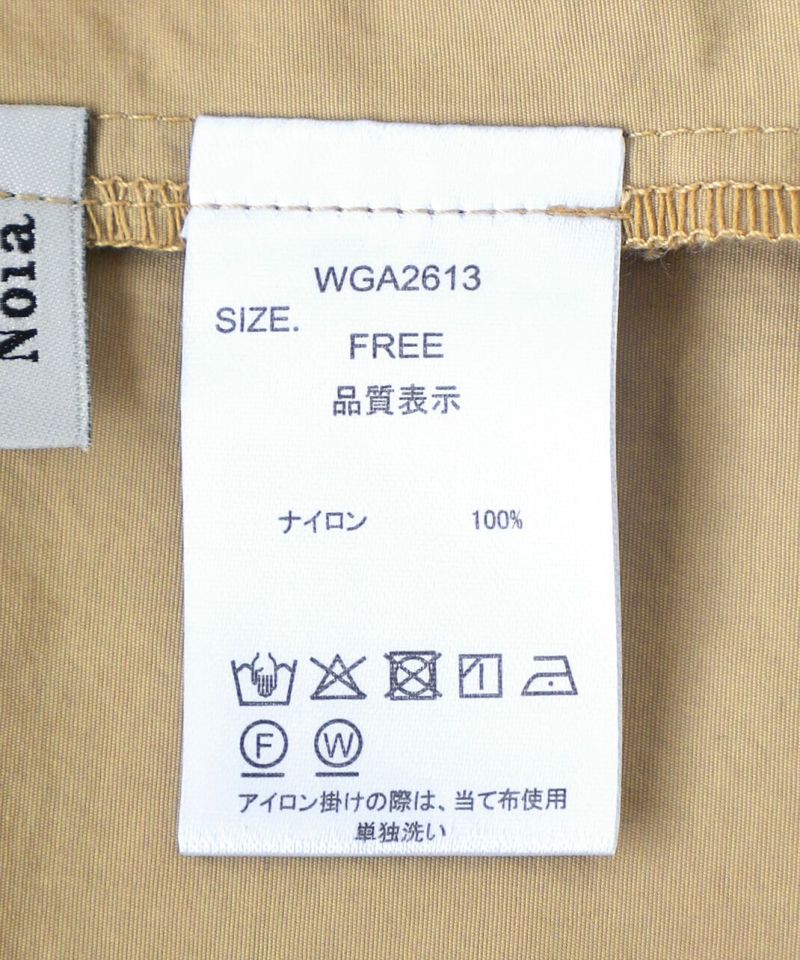 Noia
WGA2613
SIZE.
FREE
品質表示
ナイロン 100%
F W
アイロン掛けの際は、当て布使用
単独洗い